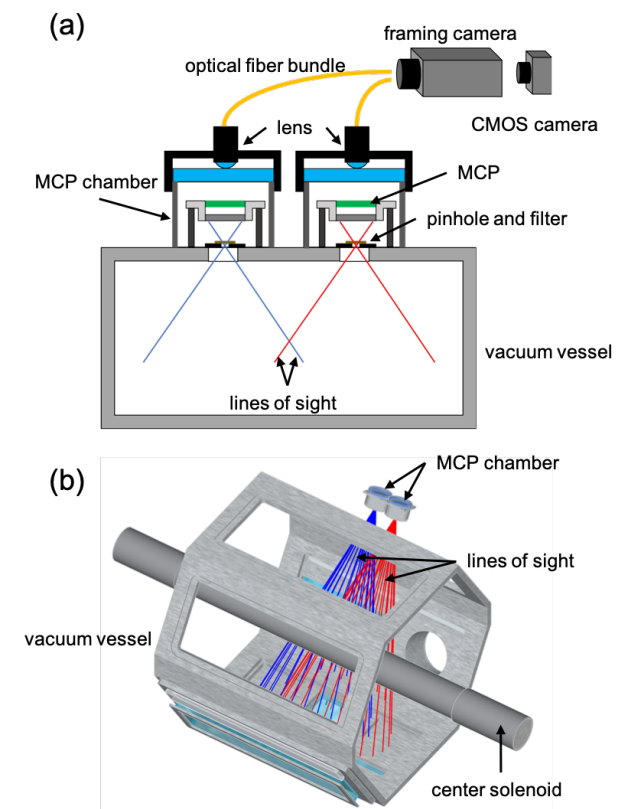 (a)
framing camera
optical fiber bundle
CMOS camera
lens
MCP chamber
MCP
pinhole and filter
vacuum vessel
lines of sight
(b)
MCP chamber
lines of sight
vacuum vessel
center solenoid